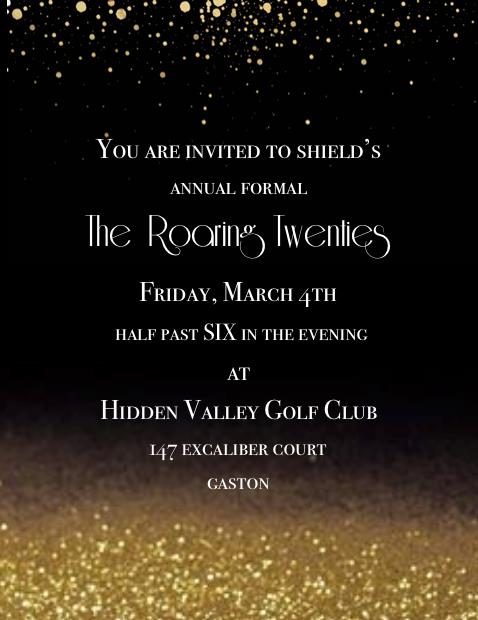 You are invited to shield's
annual formal
The Roaring Twenties
Friday, March 4th
half past SIX in the evening
at
Hidden Valley Golf Club
147 excaliber court
gaston